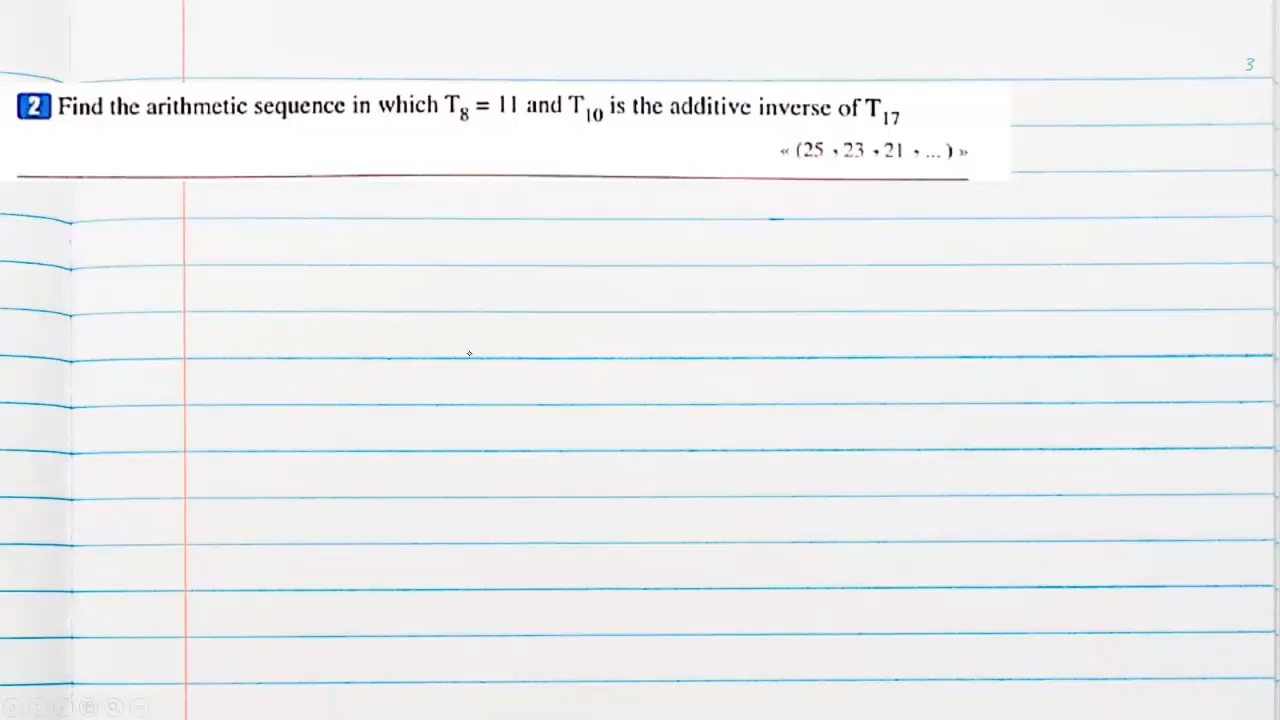 3
2 Find the arithmetic sequence in which T₈ = 11 and T₁₀ is the additive inverse of T₁₇
« (25 , 23 , 21 , ... ) »